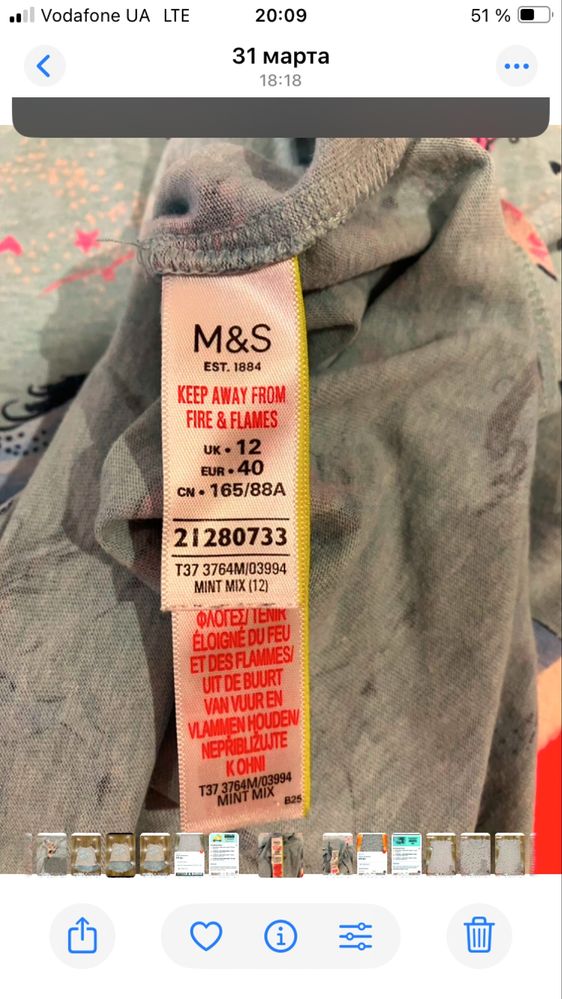 Vodafone UA LTE 20:09 51 %
31 марта
18:18
M&S
EST. 1884
KEEP AWAY FROM
FIRE & FLAMES
UK • 12
EUR • 40
CN • 165/88A
21280733
T37 3764M/03994
MINT MIX (12)
ΦΛΟΓΕΣ/ TENIR
ÉLOIGNÉ DU FEU
ET DES FLAMMES/
UIT DE BUURT
VAN VUUR EN
VLAMMEN HOUDEN/
NEPŘIBLIŽUJTE
K OHNI
T37 3764M/03994
MINT MIX B25